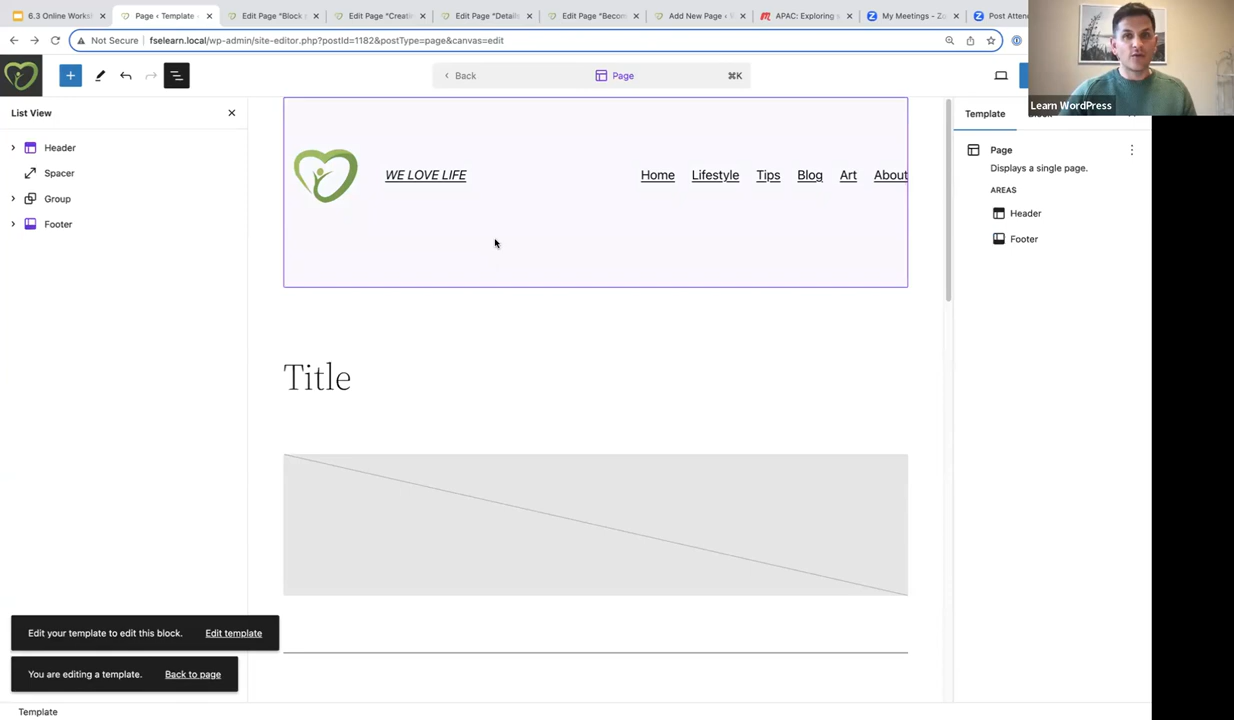 6.3 Online Works
Page ‹ Template
Edit Page “Block
Edit Page “Creati
Edit Page “Details
Edit Page “Becom
Add New Page ‹
APAC: Exploring
My Meetings - Zo
Post Atten
Not Secure
fselearn.local/wp-admin/site-editor.php?postId=1182&postType=page&canvas=edit
Back
Page
⌘K
Learn WordPress
List View
Template
Header
Spacer
Group
Footer
WE LOVE LIFE
Home
Lifestyle
Tips
Blog
Art
About
Page
Displays a single page.
AREAS
Header
Footer
Title
Edit your template to edit this block.
Edit template
You are editing a template.
Back to page
Template